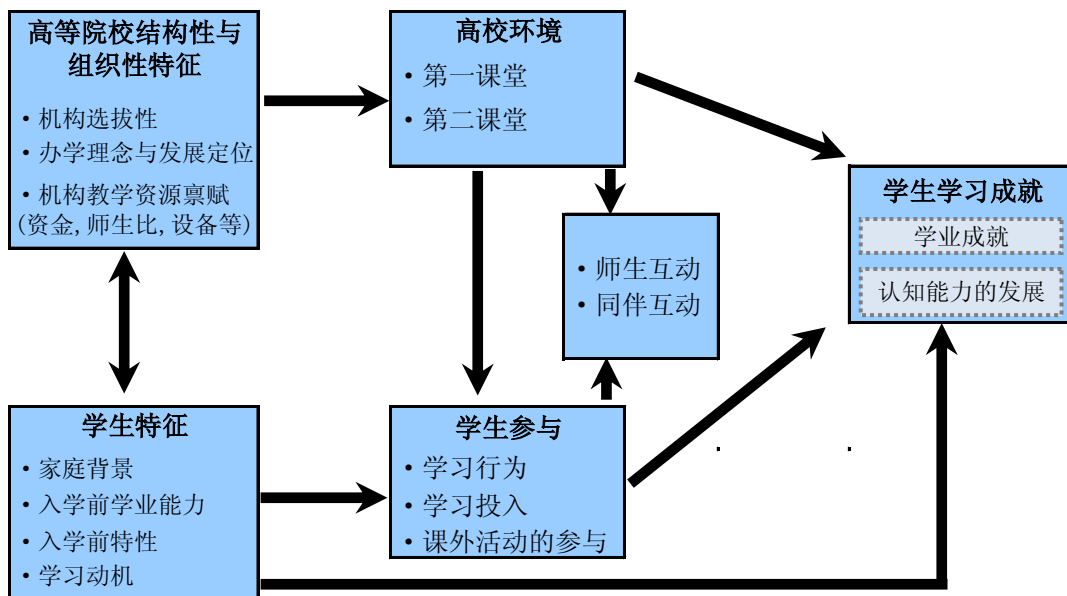 高等院校结构性与
组织性特征
·机构选拔性
·办学理念与发展定位
·机构教学资源禀赋
(资金,师生比,设备等)
高校环境
·第一课堂
·第二课堂
·师生互动
·同伴互动
学生学习成就
学业成就
认知能力的发展
学生特征
·家庭背景
·入学前学业能力
·入学前特性
·学习动机
学生参与
·学习行为
·学习投入
·课外活动的参与